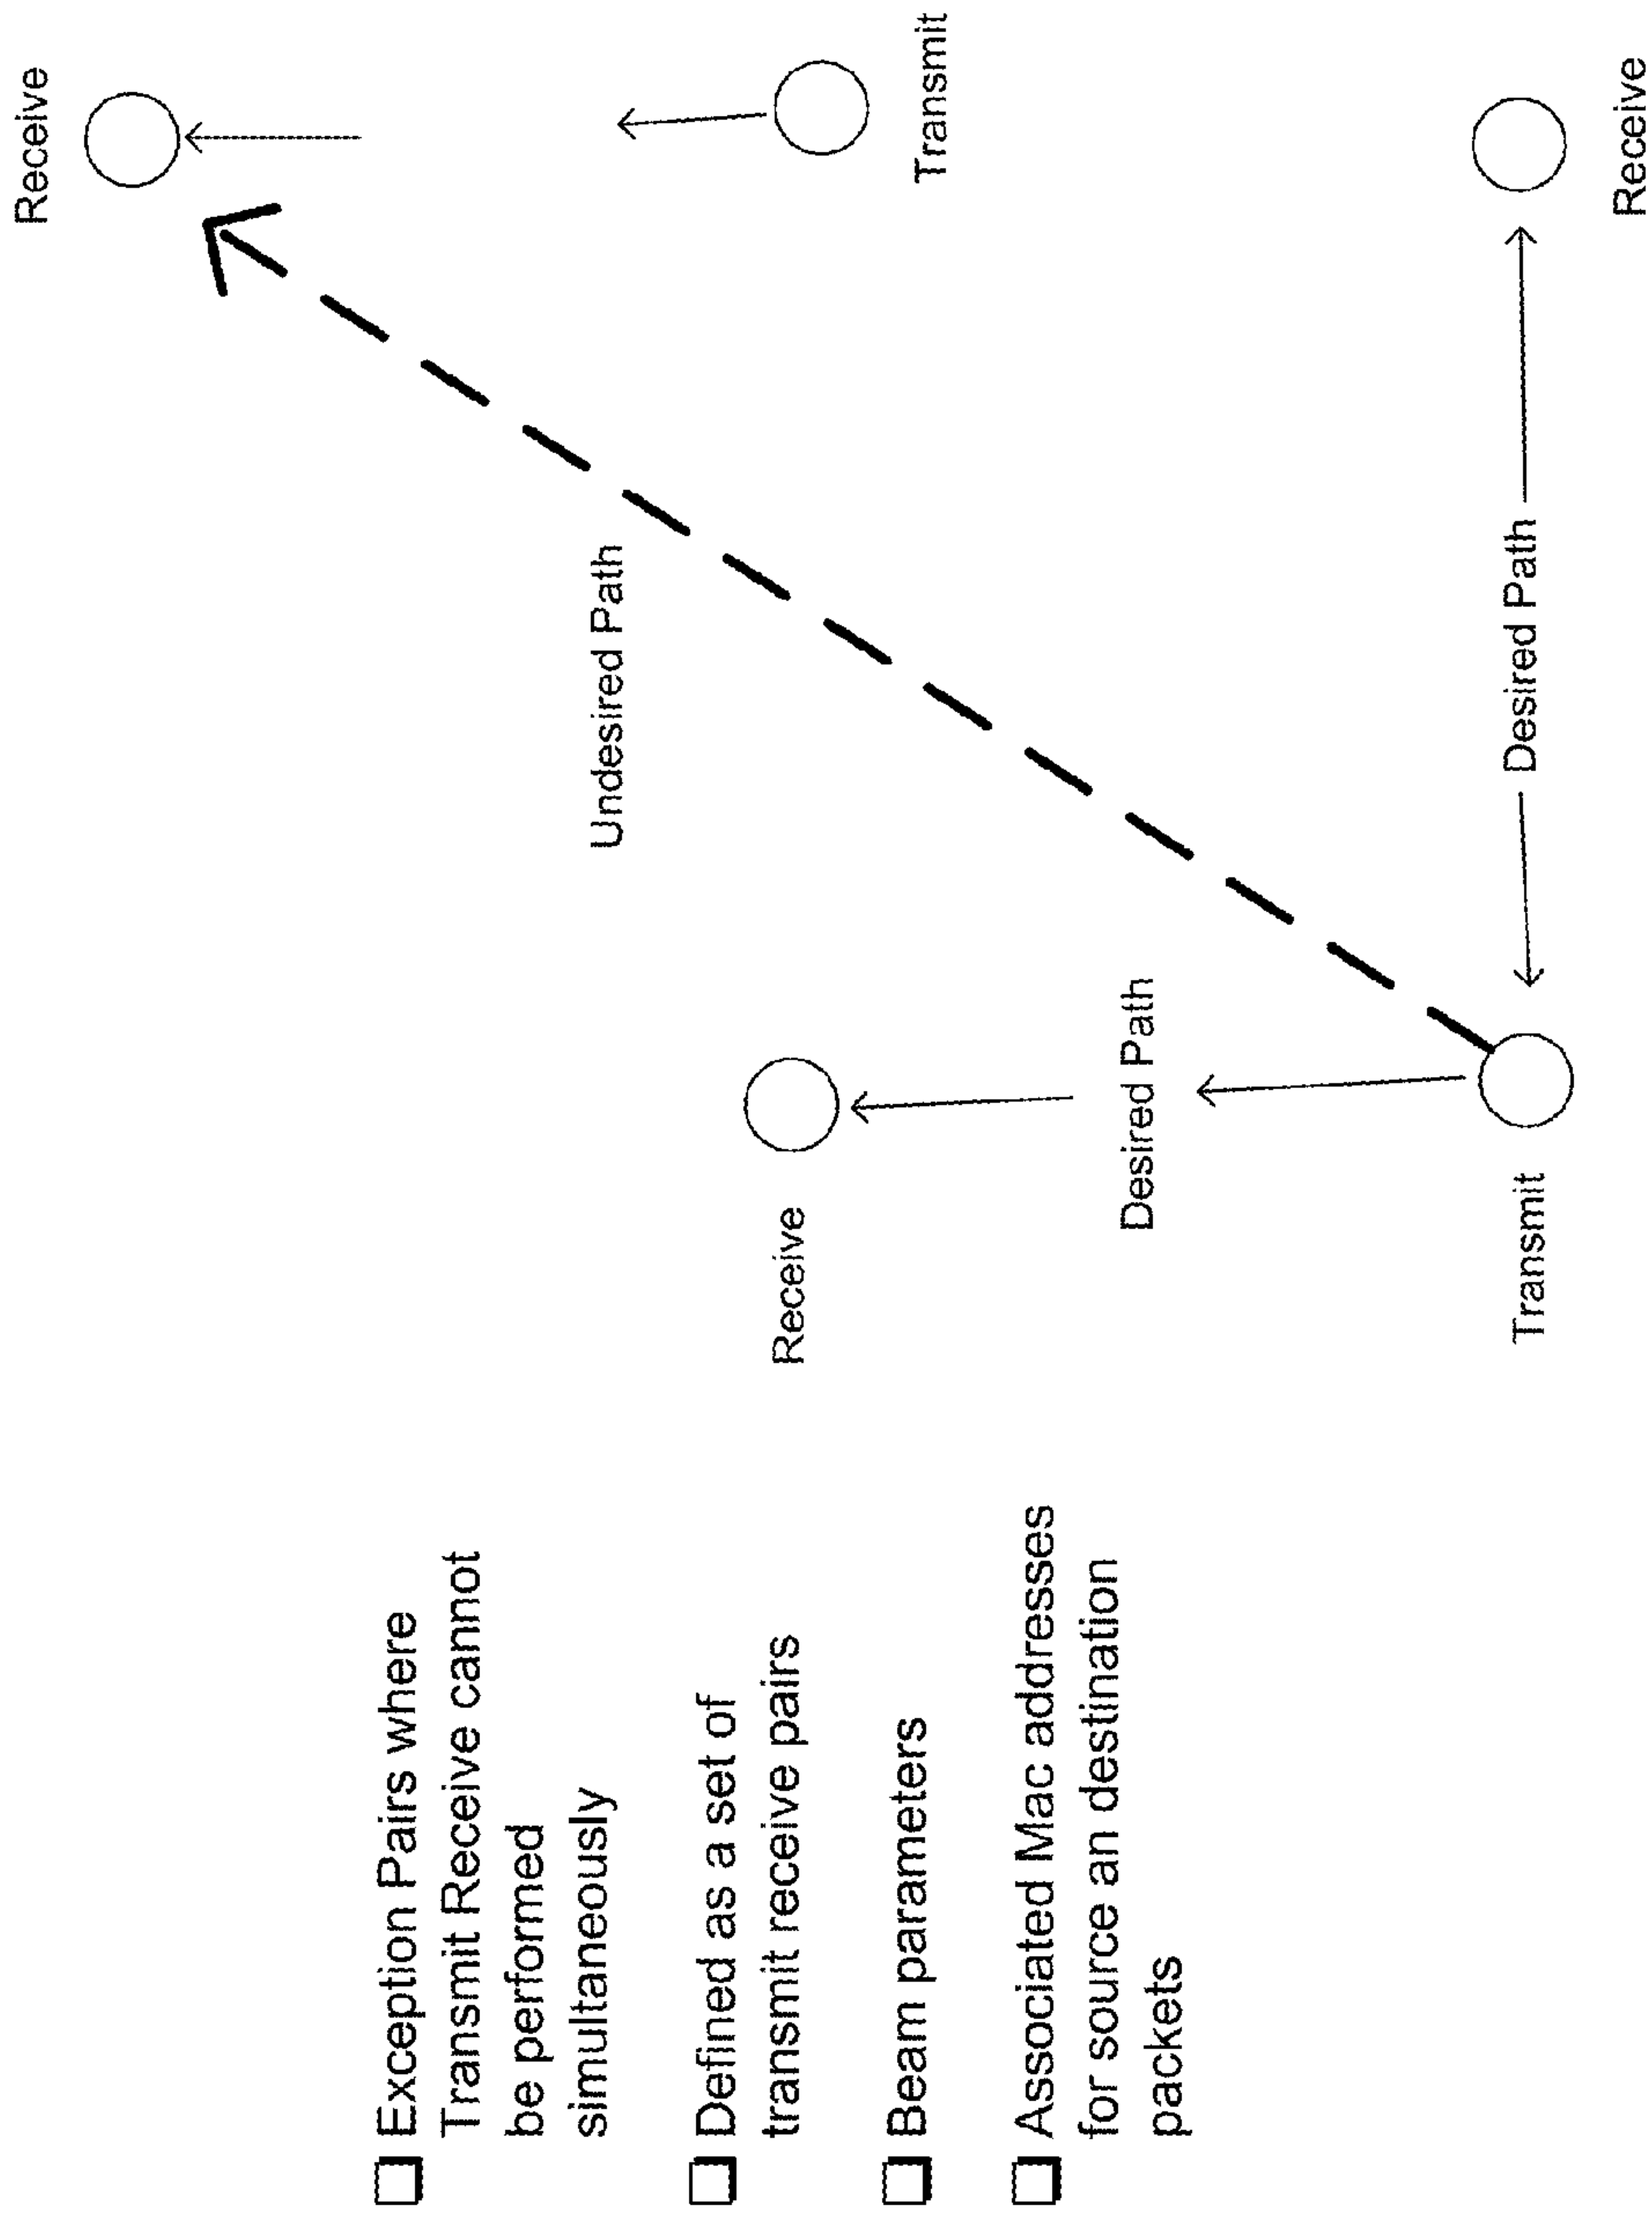 Exception Pairs where
Transmit Receive cannot
be performed
simultaneously
Defined as a set of
transmit receive pairs
Beam parameters
Associated Mac addresses
for source an destination
packets
Receive
Undesired Path
Receive
Transmit
Desired Path
Transmit
Desired Path
Receive